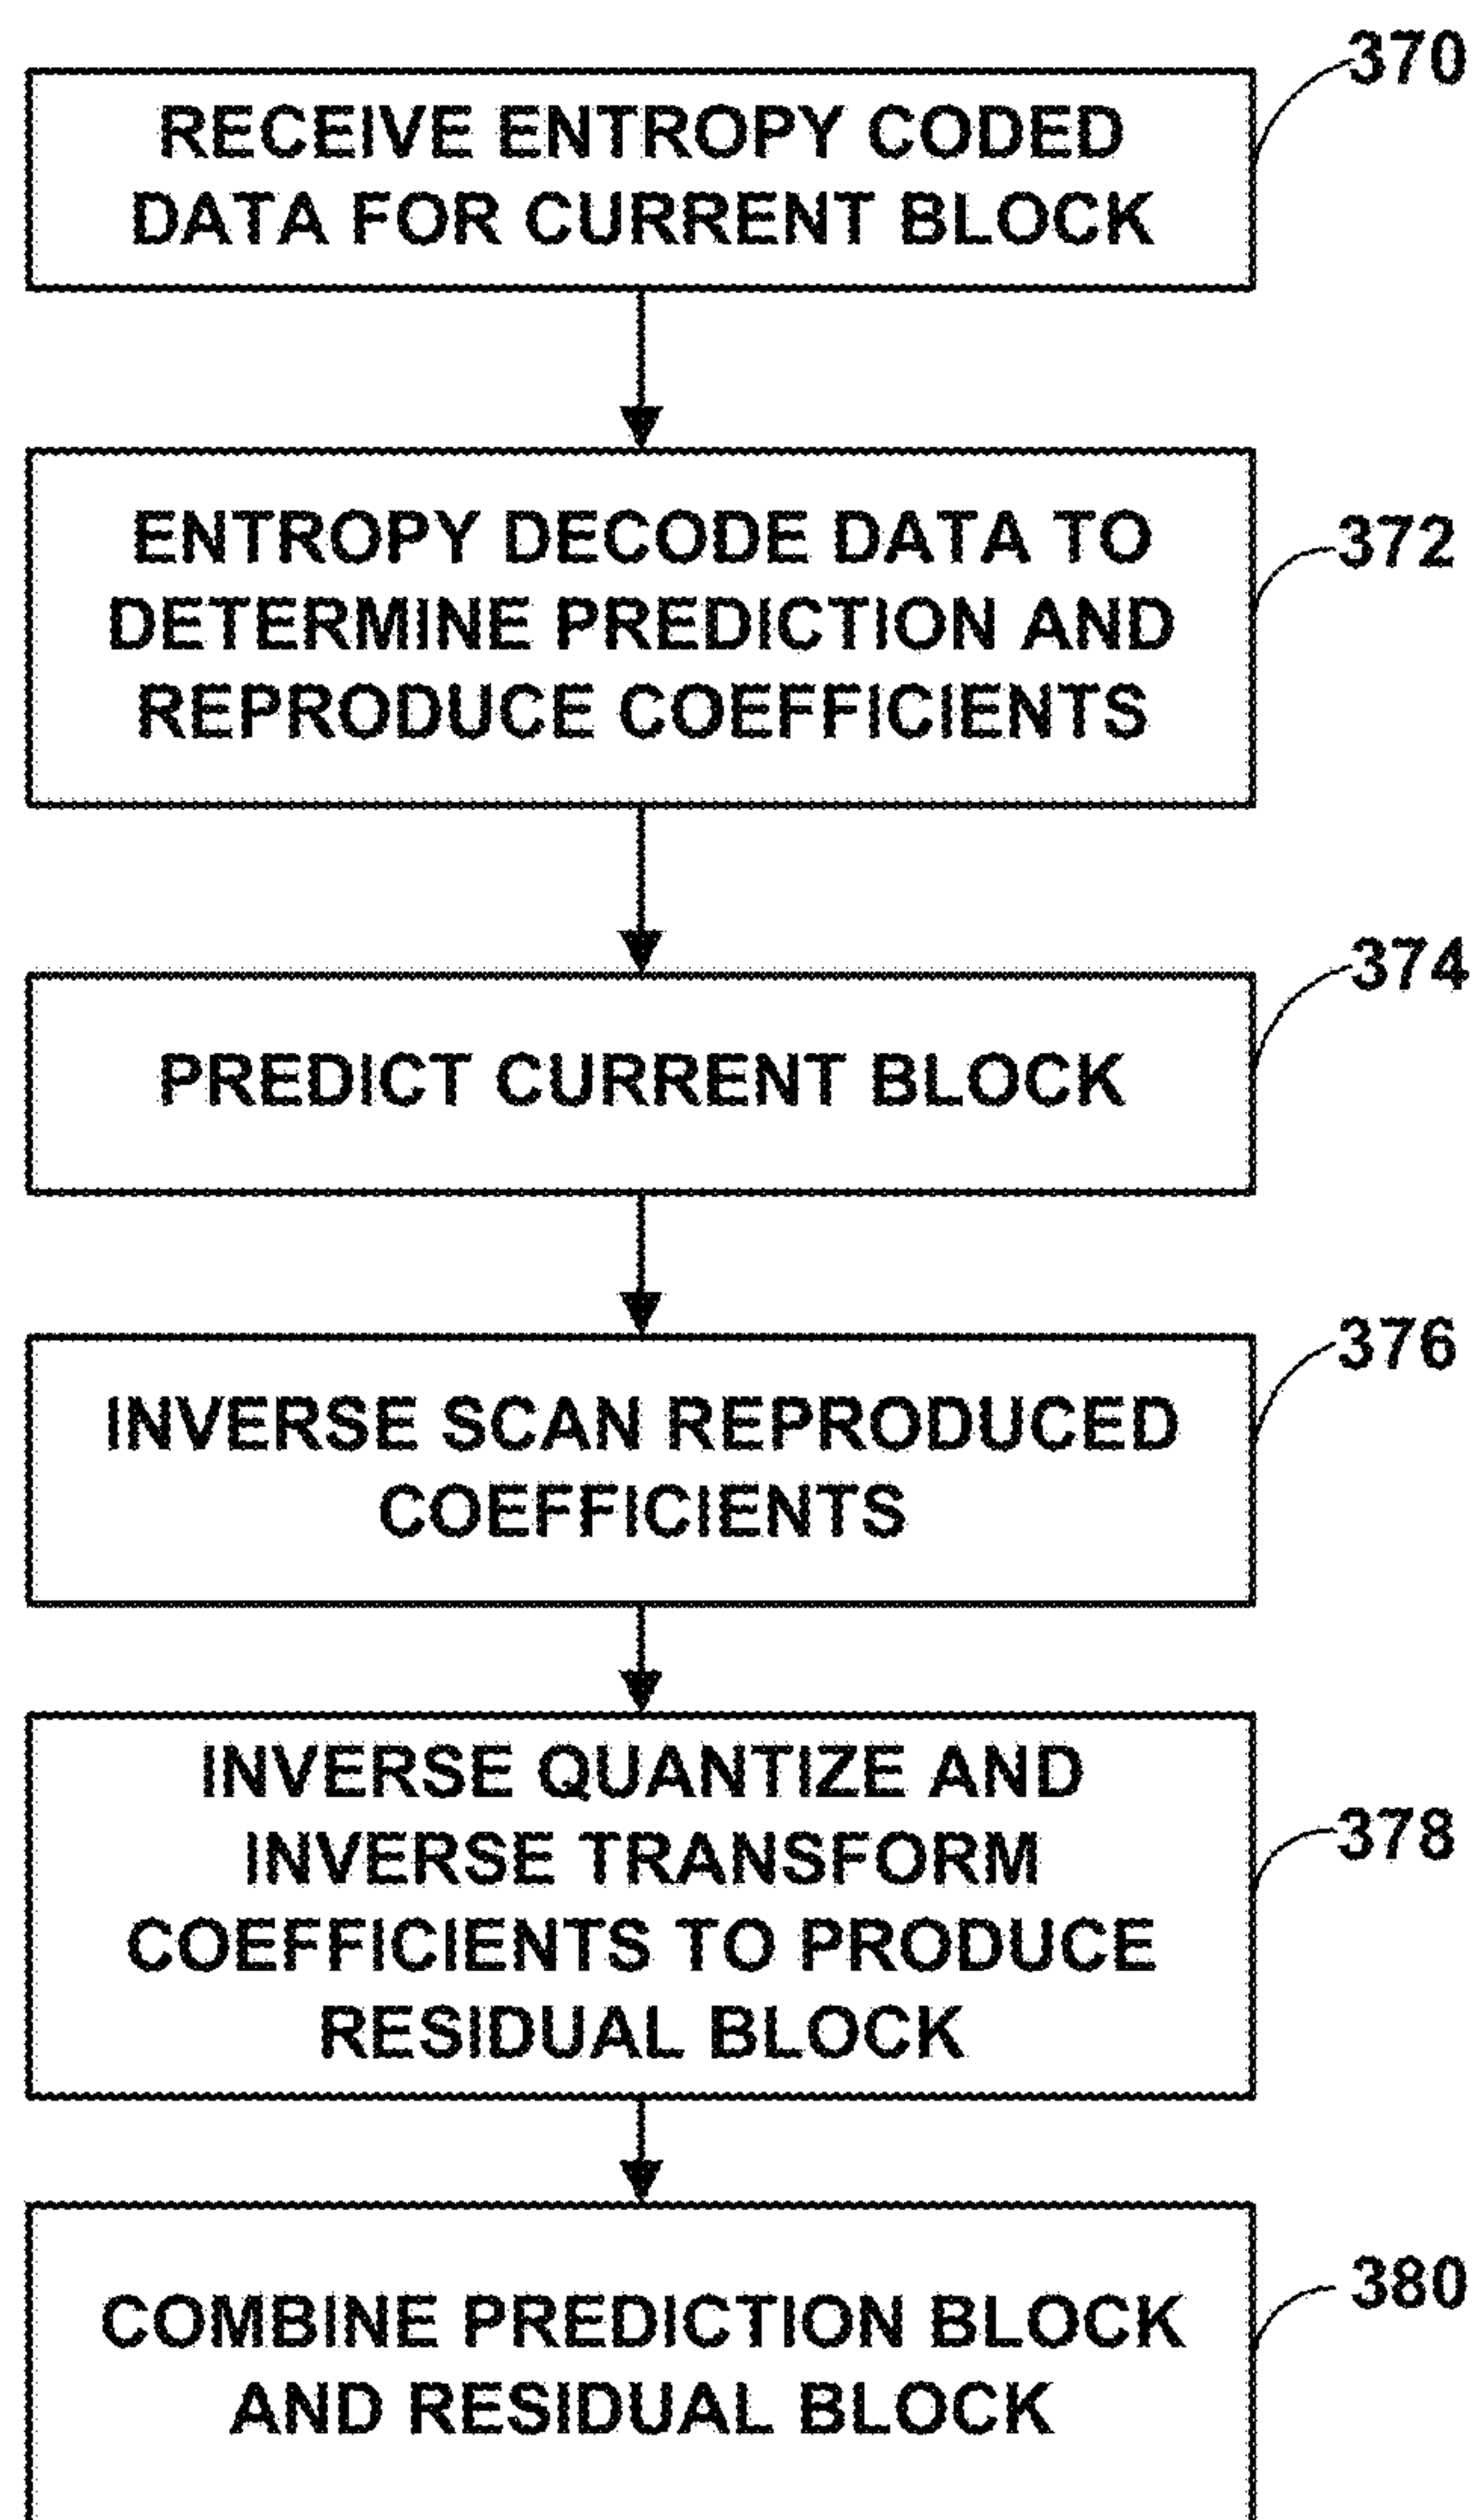 370
RECEIVE ENTROPY CODED
DATA FOR CURRENT BLOCK
372
ENTROPY DECODE DATA TO
DETERMINE PREDICTION AND
REPRODUCE COEFFICIENTS
374
PREDICT CURRENT BLOCK
376
INVERSE SCAN REPRODUCED
COEFFICIENTS
378
INVERSE QUANTIZE AND
INVERSE TRANSFORM
COEFFICIENTS TO PRODUCE
RESIDUAL BLOCK
380
COMBINE PREDICTION BLOCK
AND RESIDUAL BLOCK